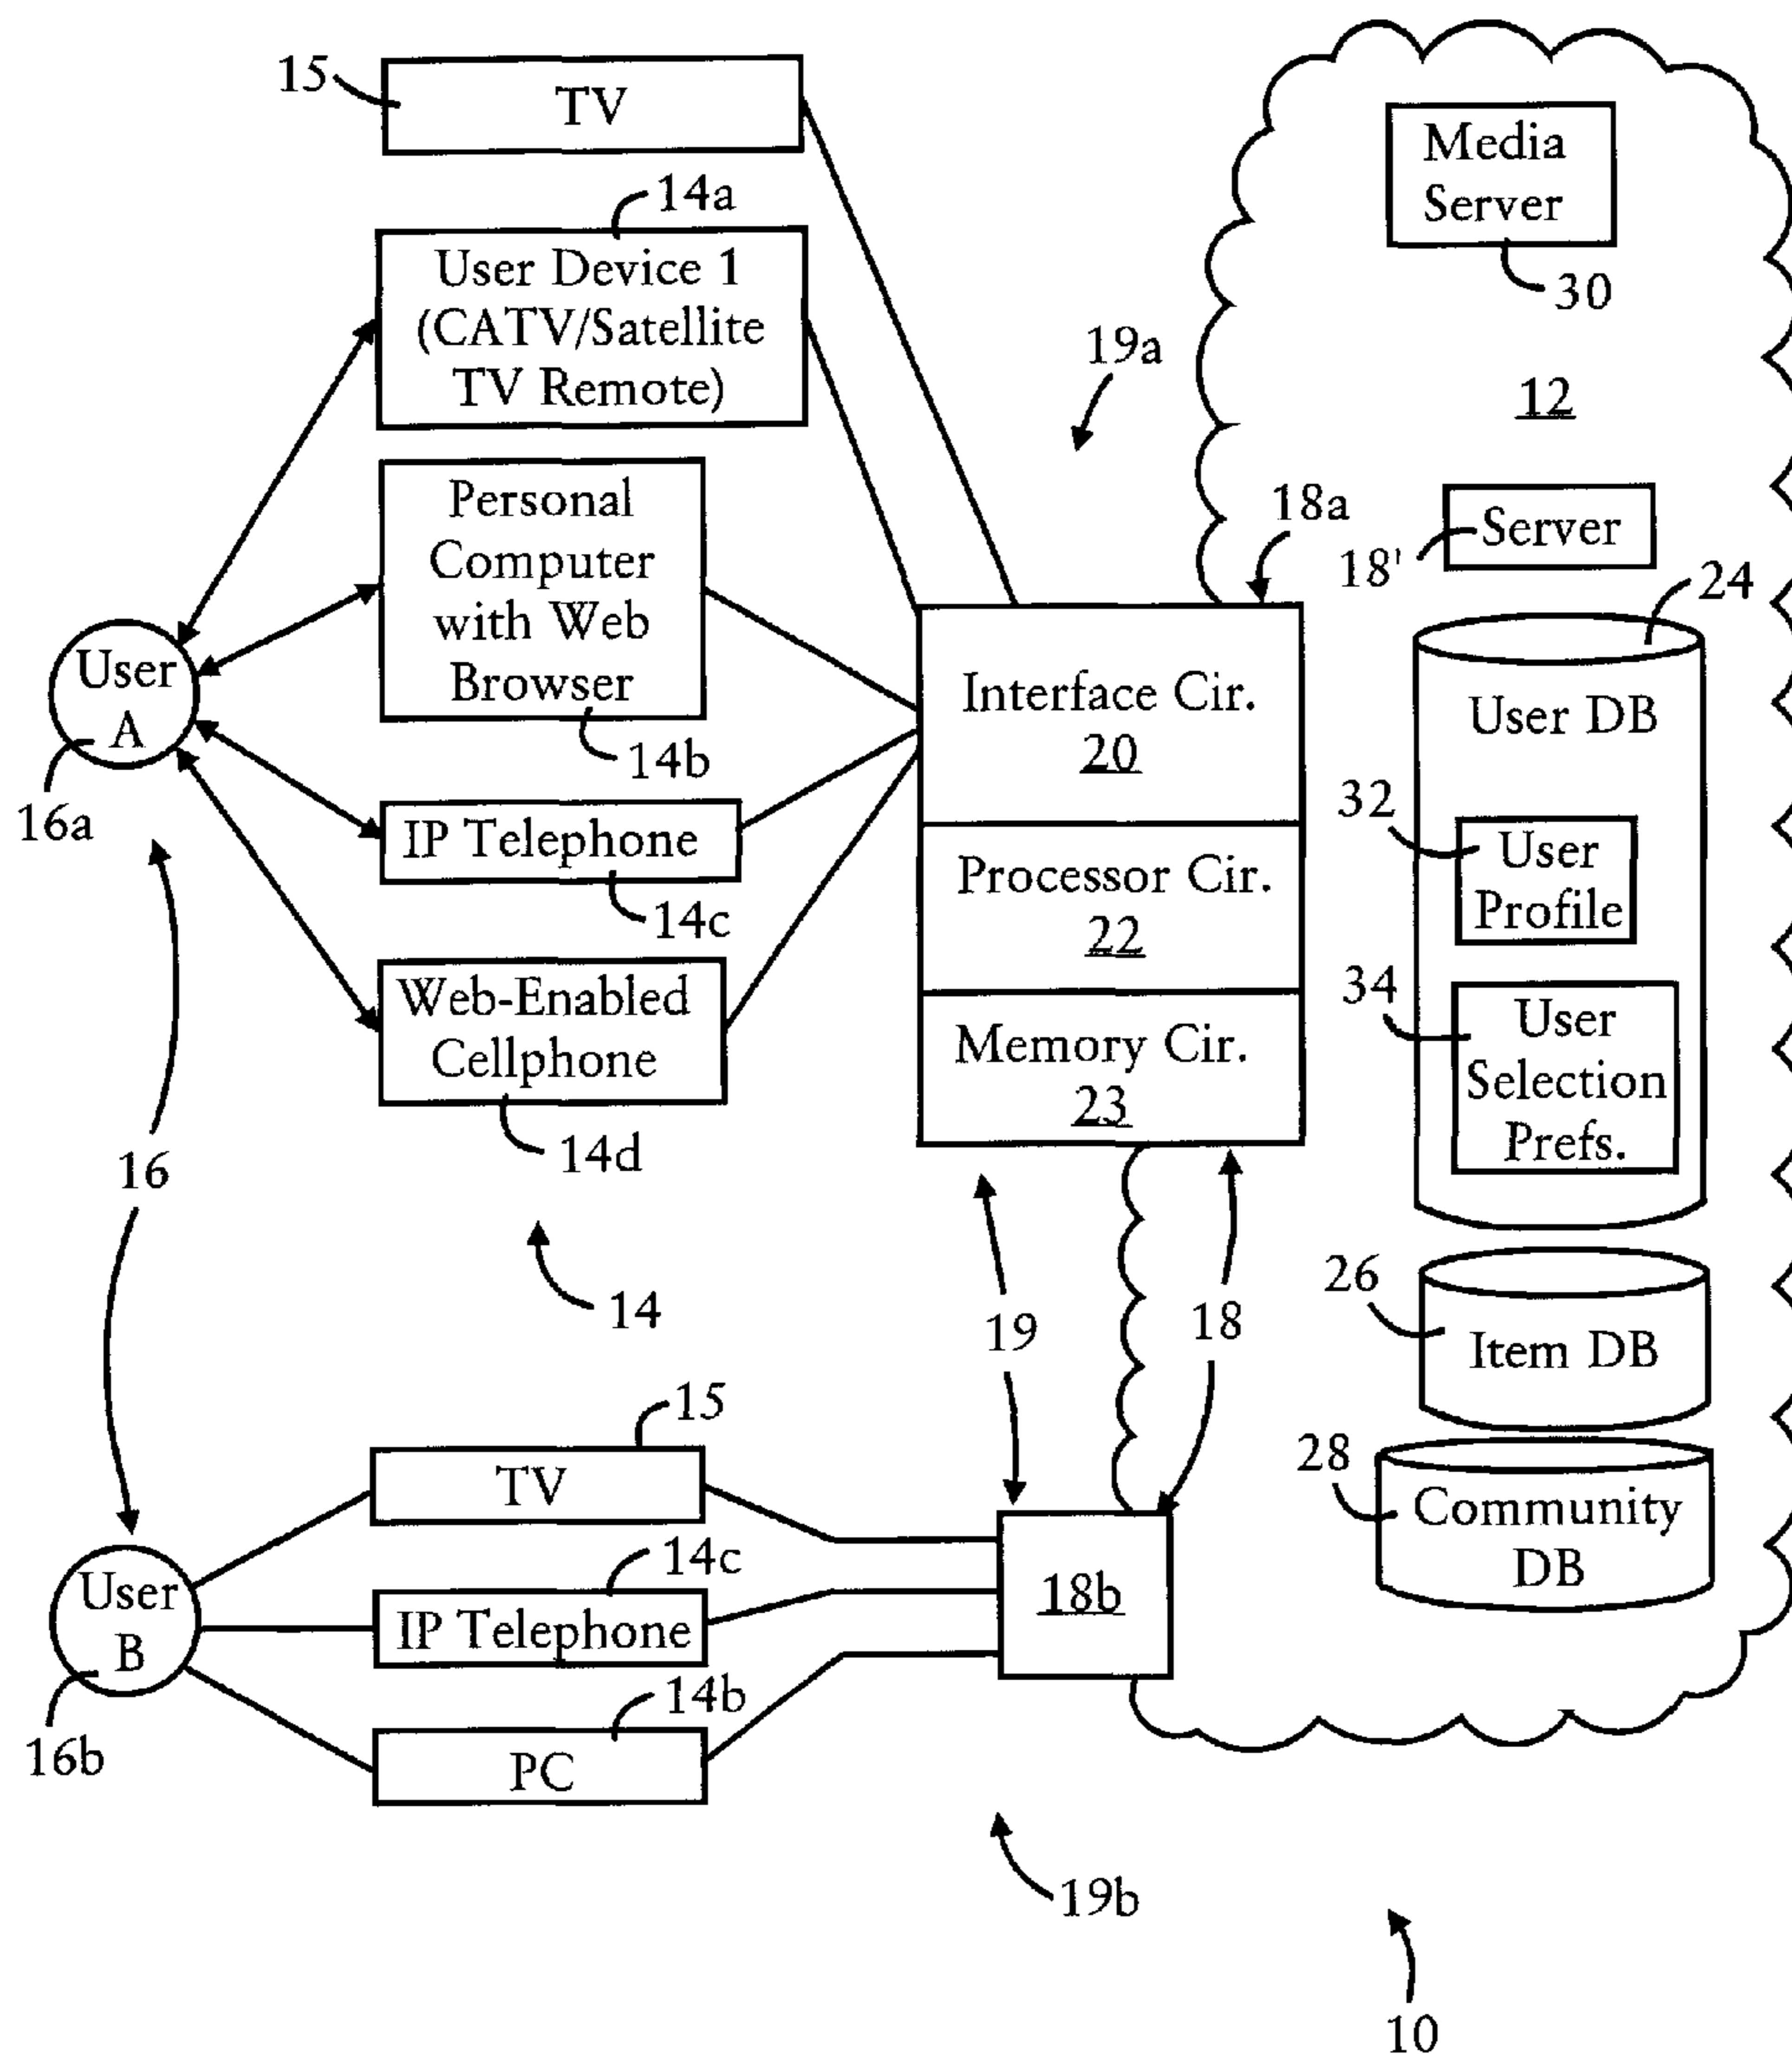 15
TV
14a
User Device 1
(CATV/Satellite
TV Remote)
Personal
Computer
with Web
Browser
14b
User
A
16a
IP Telephone
14c
Web-Enabled
Cellphone
14d
16
14
19a
18a
Interface Cir.
20
Processor Cir.
22
Memory Cir.
23
19
18
Media
Server
30
12
Server
18'
24
User DB
32
User
Profile
34
User
Selection
Prefs.
26
Item DB
28
Community
DB
15
TV
14c
User
B
16b
IP Telephone
14b
PC
18b
19b
10